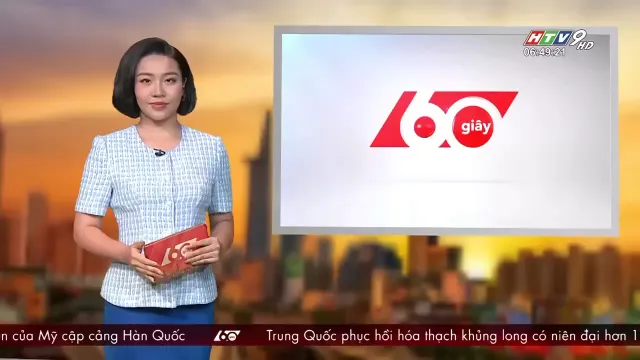 HTV9 HD
06:49:21
60 giây
60
n của Mỹ cập cảng Hàn Quốc 60 Trung Quốc phục hồi hóa thạch khủng long có niên đại hơn 1